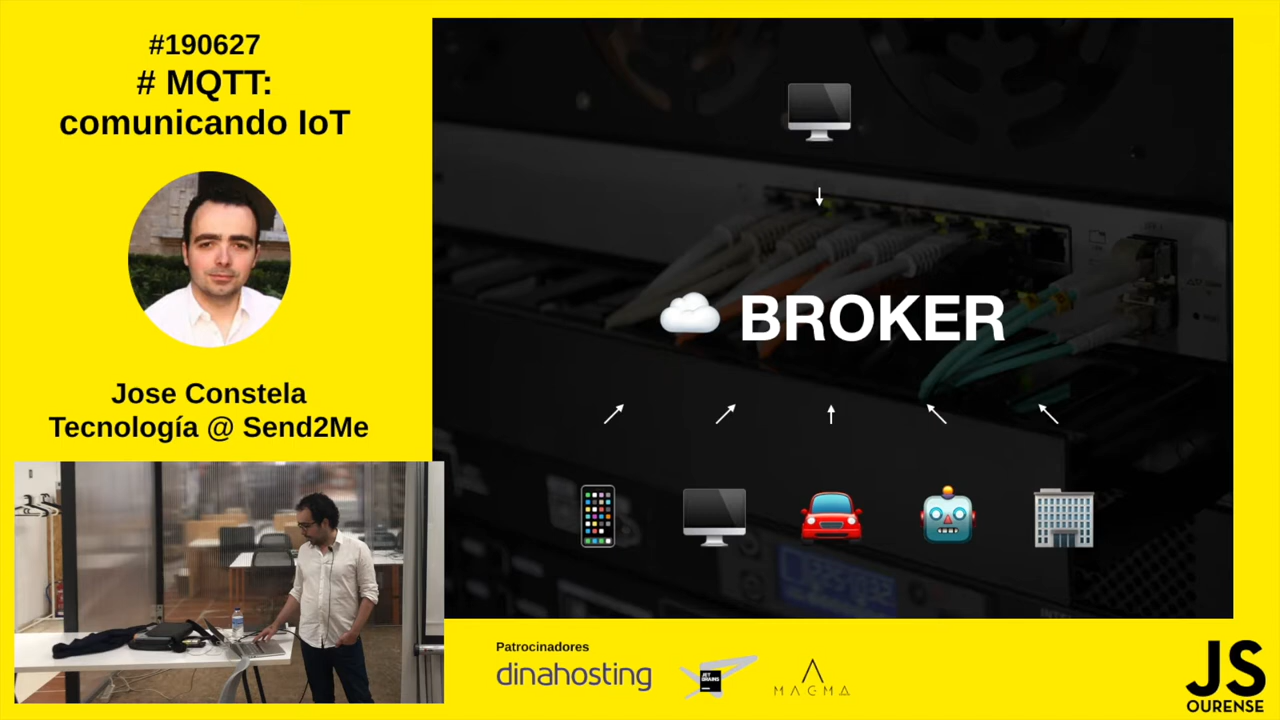 #190627
# MQTT:
comunicando IoT
Jose Constela
Tecnología @ Send2Me
BROKER
Patrocinadores
dinahosting
JET
BRAINS
MAGMA
JS
OURENSE